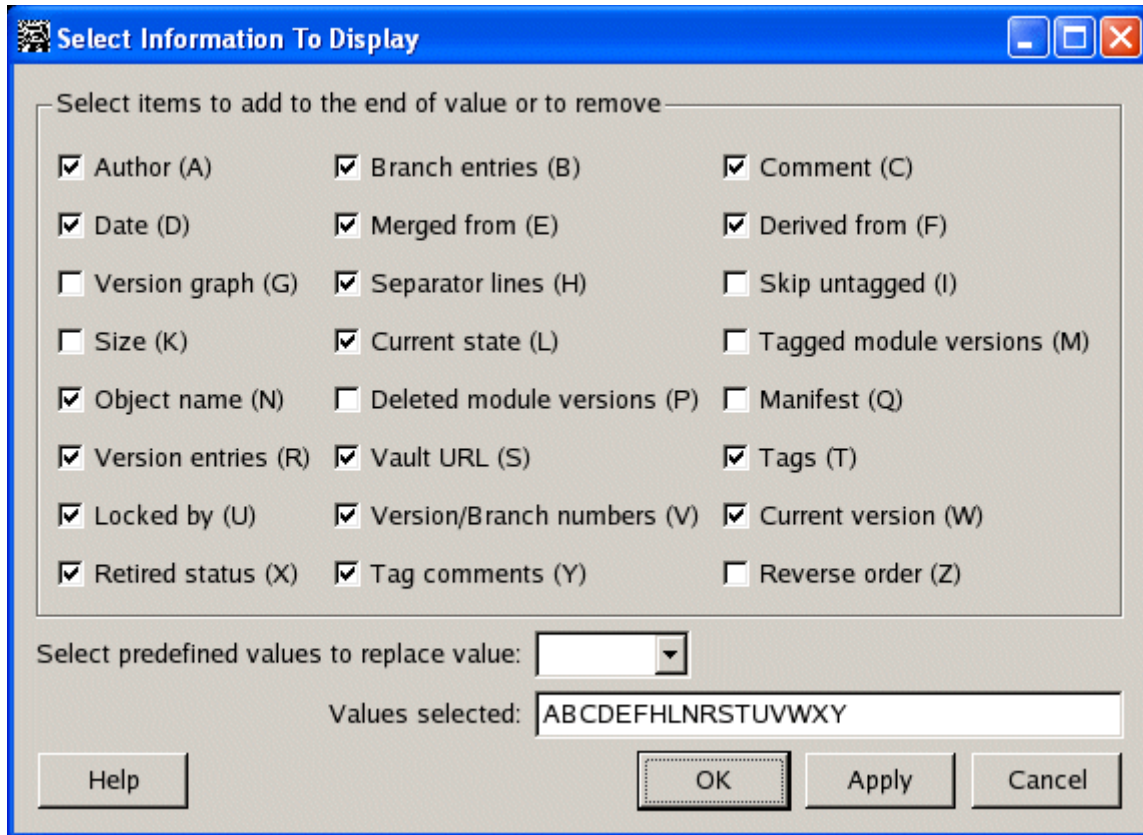 Select Information To Display
Select items to add to the end of value or to remove
Author (A) Branch entries (B) Comment (C)
Date (D) Merged from (E) Derived from (F)
Version graph (G) Separator lines (H) Skip untagged (I)
Size (K) Current state (L) Tagged module versions (M)
Object name (N) Deleted module versions (P) Manifest (Q)
Version entries (R) Vault URL (S) Tags (T)
Locked by (U) Version/Branch numbers (V) Current version (W)
Retired status (X) Tag comments (Y) Reverse order (Z)
Select predefined values to replace value:
Values selected: ABCDEFHLNRSTUVWXY
Help OK Apply Cancel